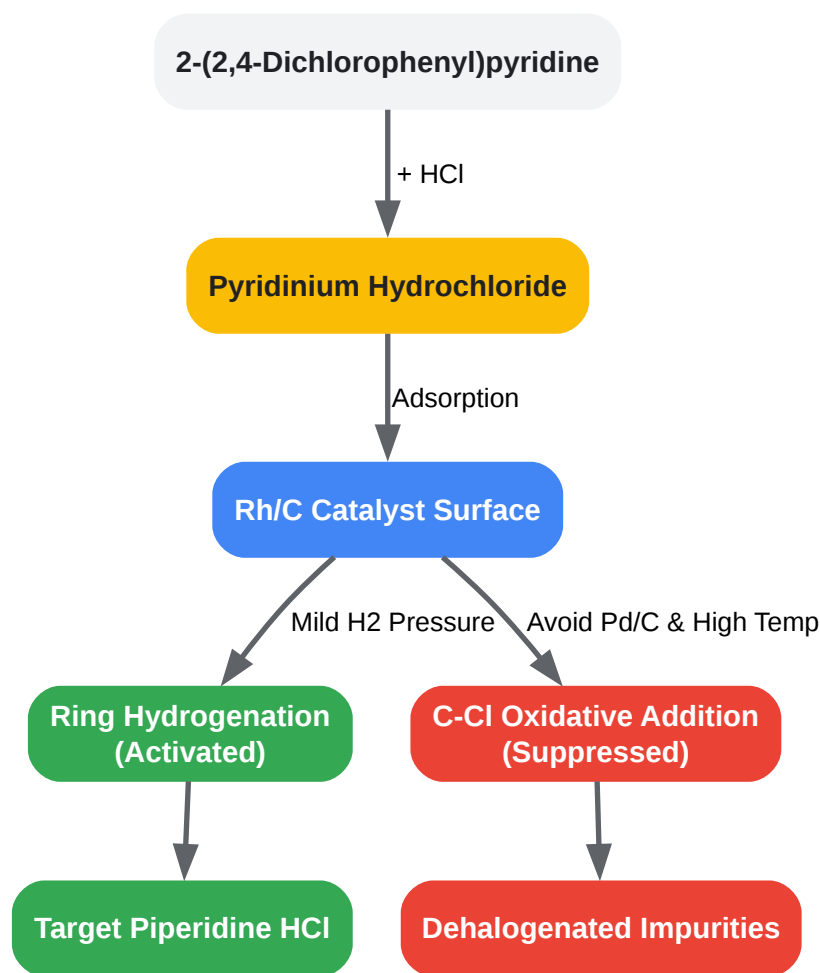 2-(2,4-Dichlorophenyl)pyridine
+ HCl
Pyridinium Hydrochloride
Adsorption
Rh/C Catalyst Surface
Mild H2 Pressure
Avoid Pd/C & High Temp
Ring Hydrogenation
(Activated)
C-Cl Oxidative Addition
(Suppressed)
Target Piperidine HCl
Dehalogenated Impurities